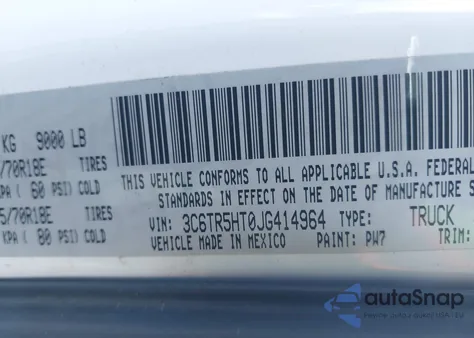 KG 9000 LB
/70R18E TIRES
KPA ( 60 PSI) COLD
5/70R18E TIRES
KPA ( 80 PSI) COLD
THIS VEHICLE CONFORMS TO ALL APPLICABLE U.S.A. FEDERAL
STANDARDS IN EFFECT ON THE DATE OF MANUFACTURE
VIN: 3C6TR5HT0JG414964 TYPE: TRUCK
VEHICLE MADE IN MEXICO PAINT: PW7 TRIM:
autoSnap